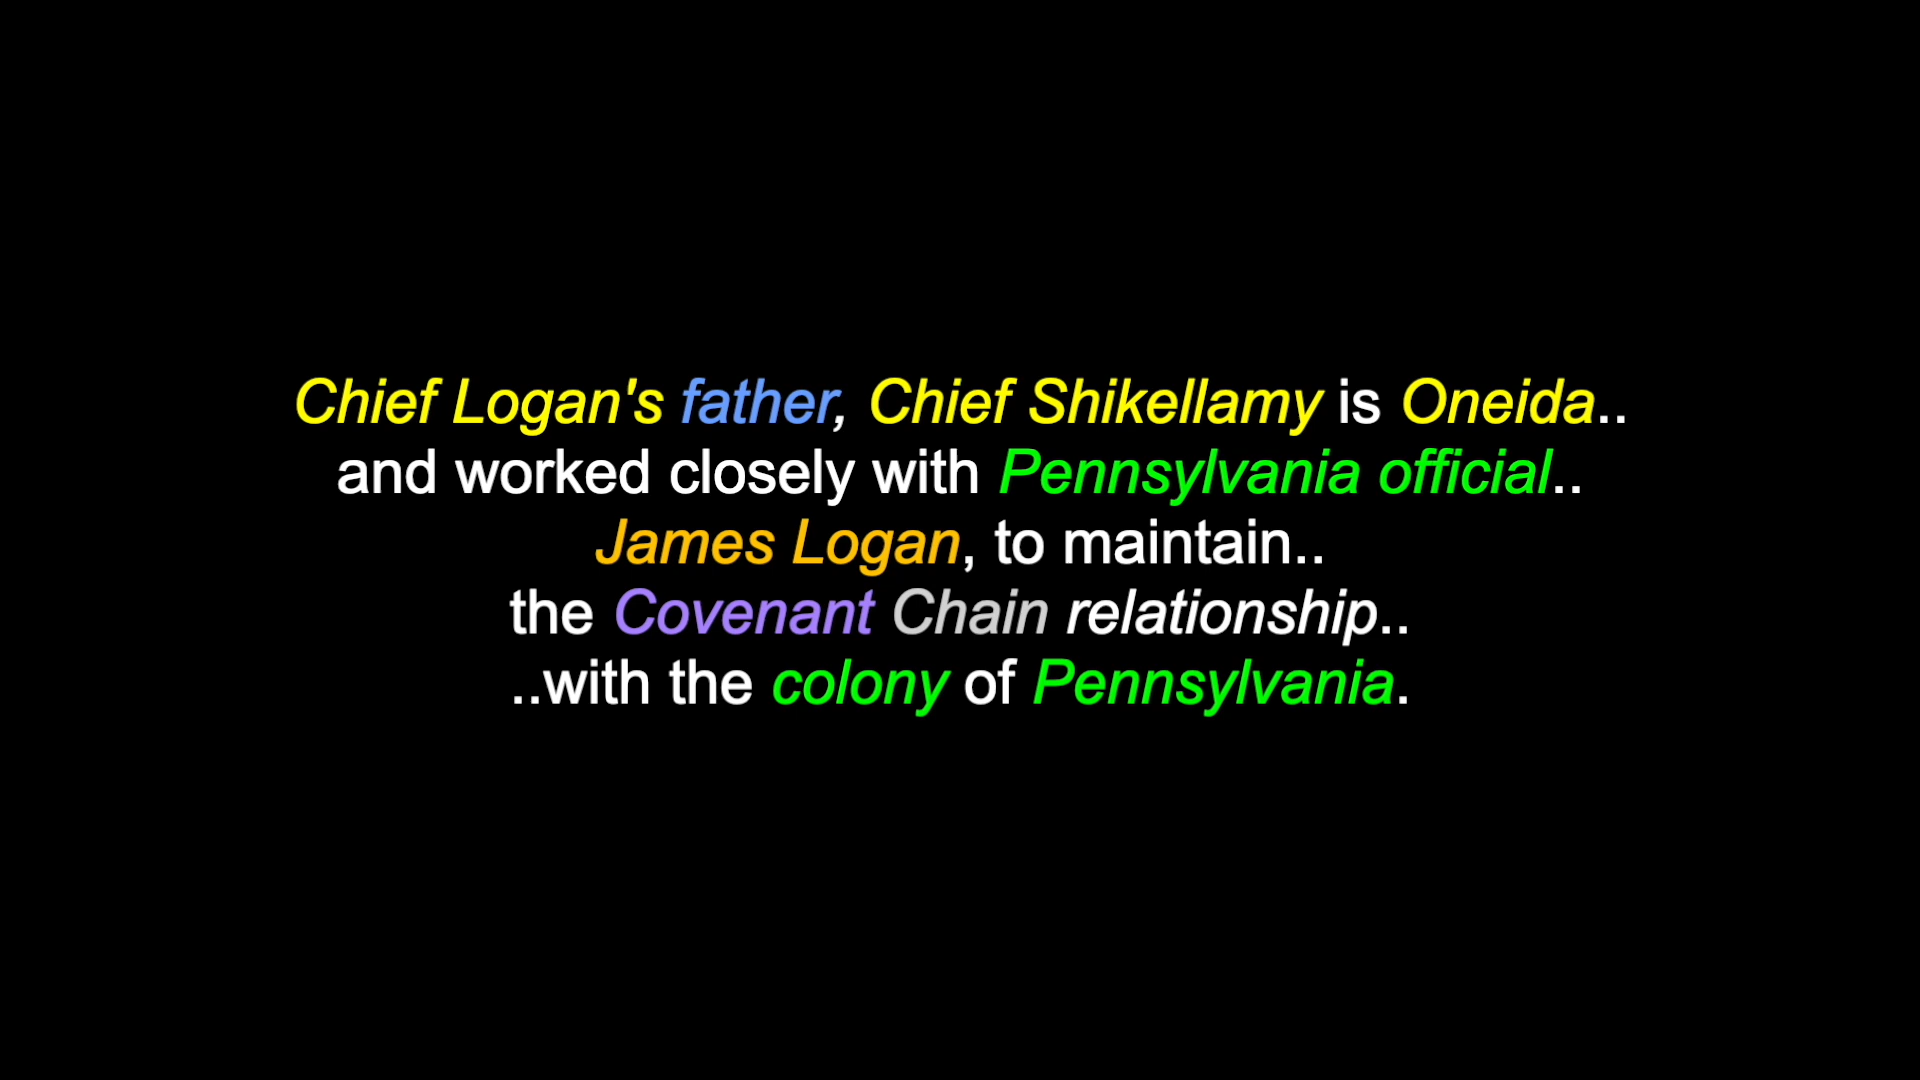 Chief Logan's father, Chief Shikellamy is Oneida..
and worked closely with Pennsylvania official..
James Logan, to maintain..
the Covenant Chain relationship..
..with the colony of Pennsylvania.